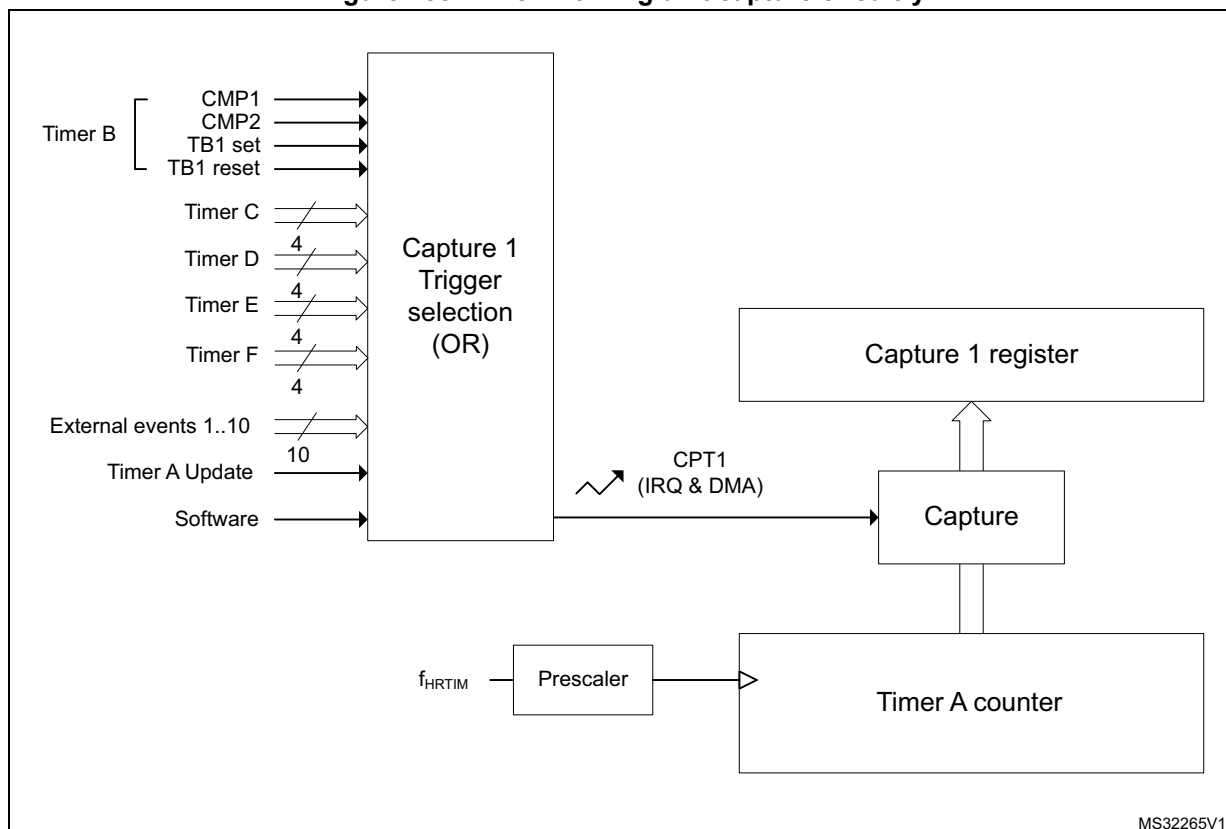 Timer B
CMP1
CMP2
TB1 set
TB1 reset
Timer C
4
Timer D
4
Timer E
4
Timer F
4
External events 1..10
10
Timer A Update
Software
Capture 1
Trigger
selection
(OR)
CPT1
(IRQ & DMA)
Capture 1 register
Capture
fHRTIM
Prescaler
Timer A counter
MS32265V1